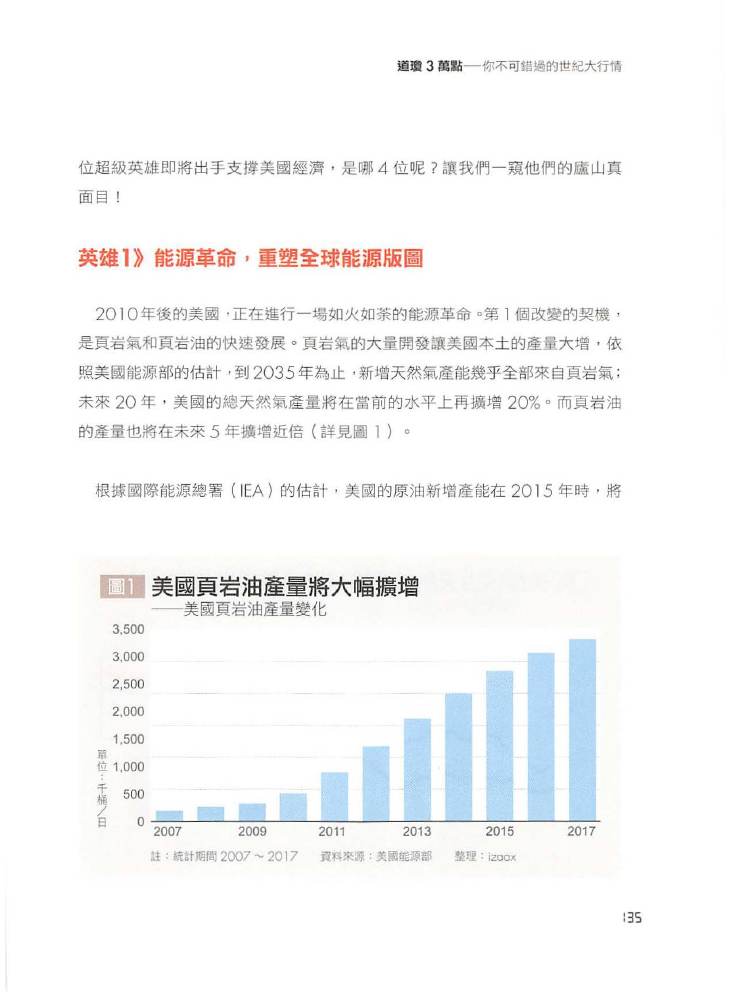 道瓊 3 萬點——你不可錯過的世紀大行情
位超級英雄即將出手支撐美國經濟，是哪 4 位呢？讓我們一窺他們的廬山真
面目！
英雄1》能源革命，重塑全球能源版圖
2010年後的美國，正在進行一場如火如荼的能源革命。第 1 個改變的契機，
是頁岩氣和頁岩油的快速發展。頁岩氣的大量開發讓美國本土的產量大增，依
照美國能源部的估計，到2035年為止，新增天然氣產能幾乎全部來自頁岩氣；
未來 20 年，美國的總天然氣產量將在當前的水平上再擴增 20%。而頁岩油
的產量也將在未來 5 年擴增近倍（詳見圖 1）。
根據國際能源總署（IEA）的估計，美國的原油新增產能在 2015 年時，將
圖1 美國頁岩油產量將大幅擴增
——美國頁岩油產量變化
3,500
3,000
2,500
2,000
1,500
1,000
500
0
單位：千桶／日
2007 2009 2011 2013 2015 2017
註：統計期間 2007～2017 資料來源：美國能源部 整理：izaax
135